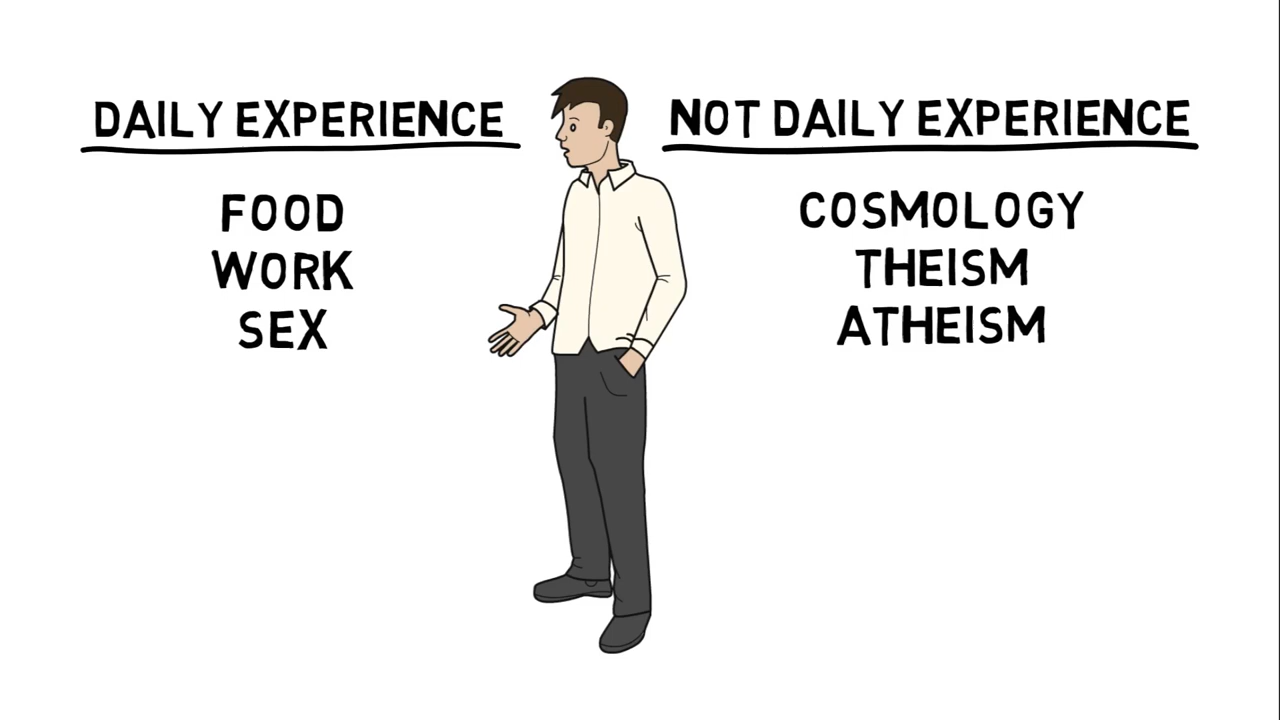 DAILY EXPERIENCE
FOOD
WORK
SEX
NOT DAILY EXPERIENCE
COSMOLOGY
THEISM
ATHEISM